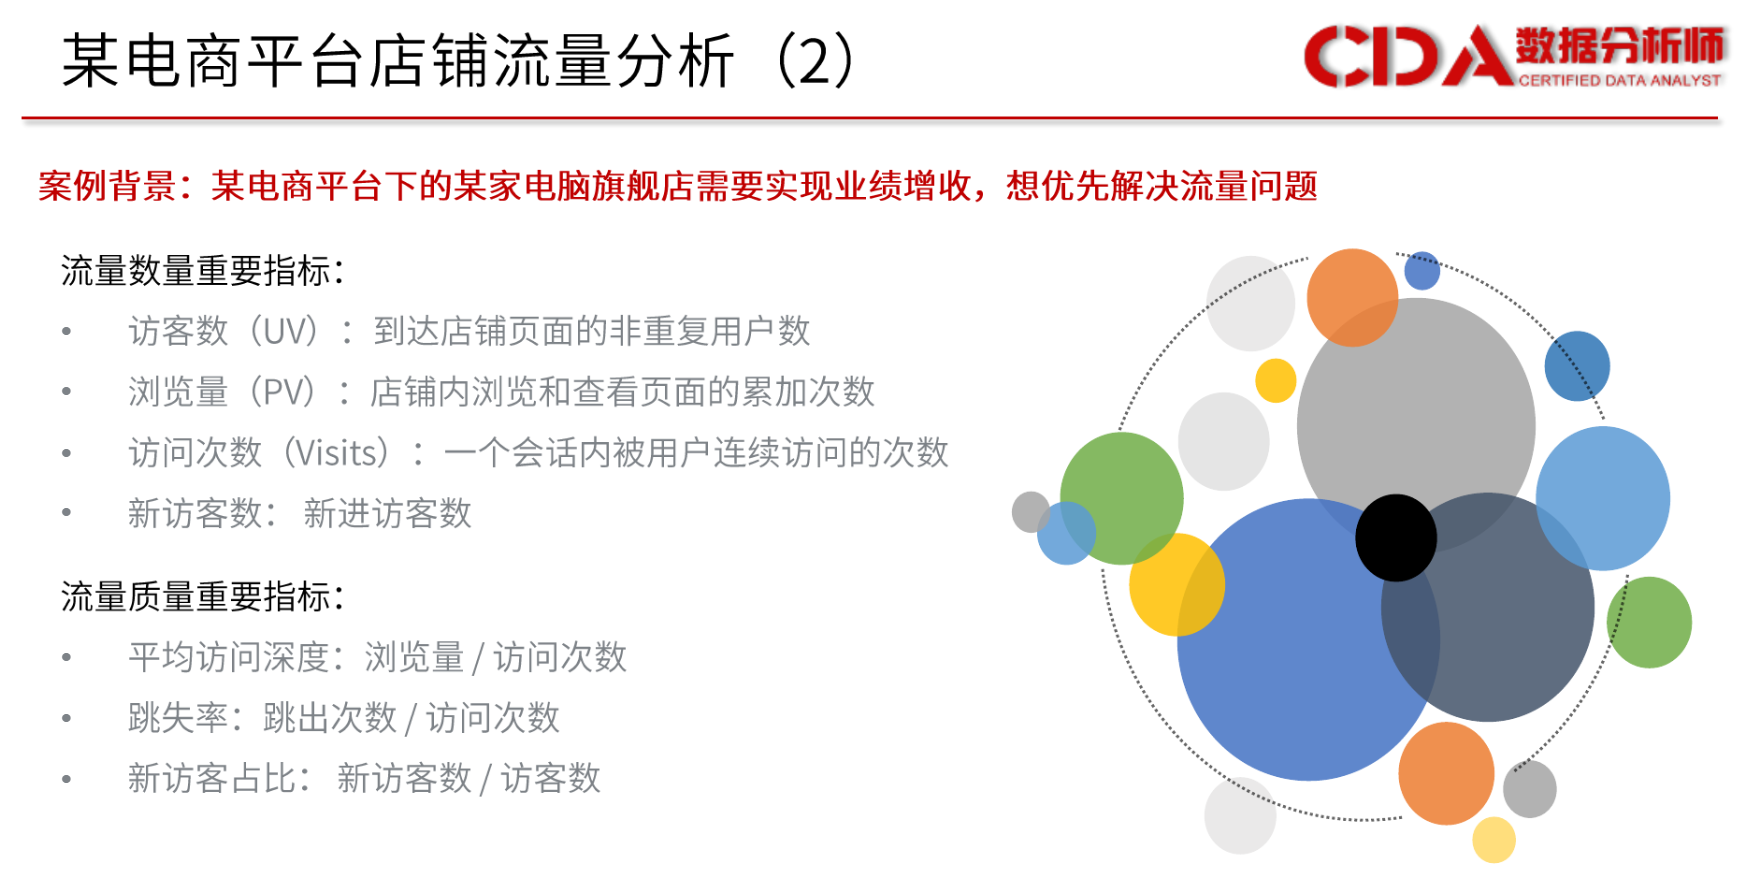 某电商平台店铺流量分析（2）
CDA数据分析师
CERTIFIED DATA ANALYST
案例背景：某电商平台下的某家电脑旗舰店需要实现业绩增收，想优先解决流量问题
流量数量重要指标：
• 访客数（UV）：到达店铺页面的非重复用户数
• 浏览量（PV）：店铺内浏览和查看页面的累加次数
• 访问次数（Visits）：一个会话内被用户连续访问的次数
• 新访客数： 新进访客数
流量质量重要指标：
• 平均访问深度：浏览量 / 访问次数
• 跳失率：跳出次数 / 访问次数
• 新访客占比： 新访客数 / 访客数